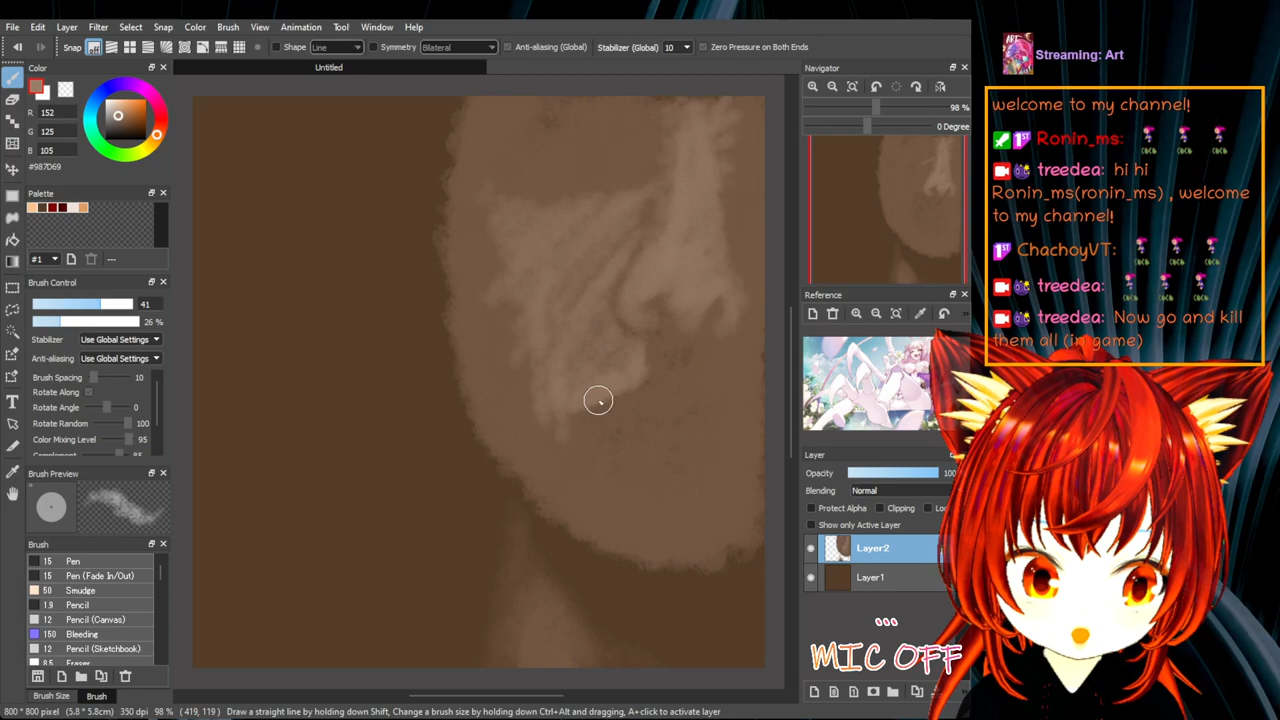 File Edit Layer Filter Select Snap Color Brush View Animation Tool Window Help
Snap off Shape Line Symmetry Bilateral Anti-aliasing (Global) Stabilizer (Global) 10 Zero Pressure on Both Ends
Color
Untitled
R 152
G 125
B 105
#987D69
Palette
#1
---
Brush Control
41
26 %
Stabilizer Use Global Settings
Anti-aliasing Use Global Settings
Brush Spacing 10
Rotate Along
Rotate Angle 0
Rotate Random 100
Color Mixing Level 95
Brush Preview
Brush
15 Pen
15 Pen (Fade In/Out)
50 Smudge
1.9 Pencil
12 Pencil (Canvas)
150 Bleeding
12 Pencil (Sketchbook)
8.5 Eraser
Brush Size Brush
800 * 800 pixel (5.8 * 5.8cm) 350 dpi 98 % ( 419, 119 ) Draw a straight line by holding down Shift, Change a brush size by holding down Ctrl+Alt and dragging, A+click to activate layer
Navigator
98 %
0 Degree
Reference
Layer
Opacity 100
Blending Normal
Protect Alpha Clipping
Show only Active Layer
Layer2
Layer1
ART
Streaming: Art
welcome to my channel!
1ST Ronin_ms:
treedea: hi hi
Ronin_ms(ronin_ms) , welcome
to my channel!
1ST ChachoyVT:
treedea:
treedea: Now go and kill
them all (in game)
...
MIC OFF